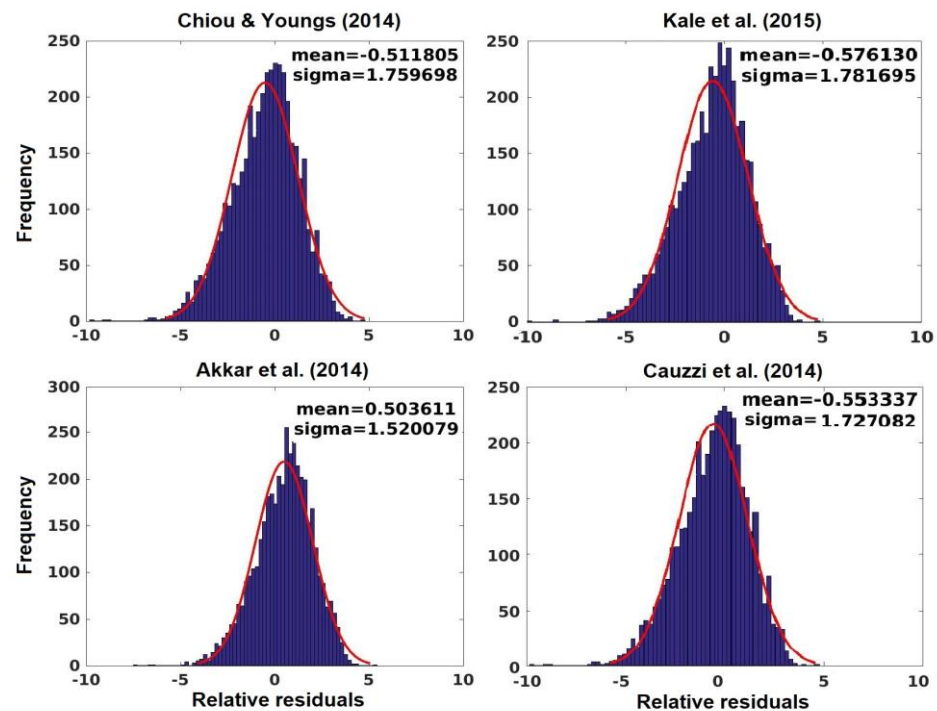 Chiou & Youngs (2014)
Kale et al. (2015)
250
200
150
100
50
0
-10
-5
0
5
10
Frequency
mean=-0.511805
sigma=1.759698
250
200
150
100
50
0
-10
-5
0
5
10
mean=-0.576130
sigma=1.781695
Akkar et al. (2014)
Cauzzi et al. (2014)
300
250
200
150
100
50
0
-10
-5
0
5
10
Frequency
Relative residuals
mean=0.503611
sigma=1.520079
250
200
150
100
50
0
-10
-5
0
5
10
Relative residuals
mean=-0.553337
sigma=1.727082